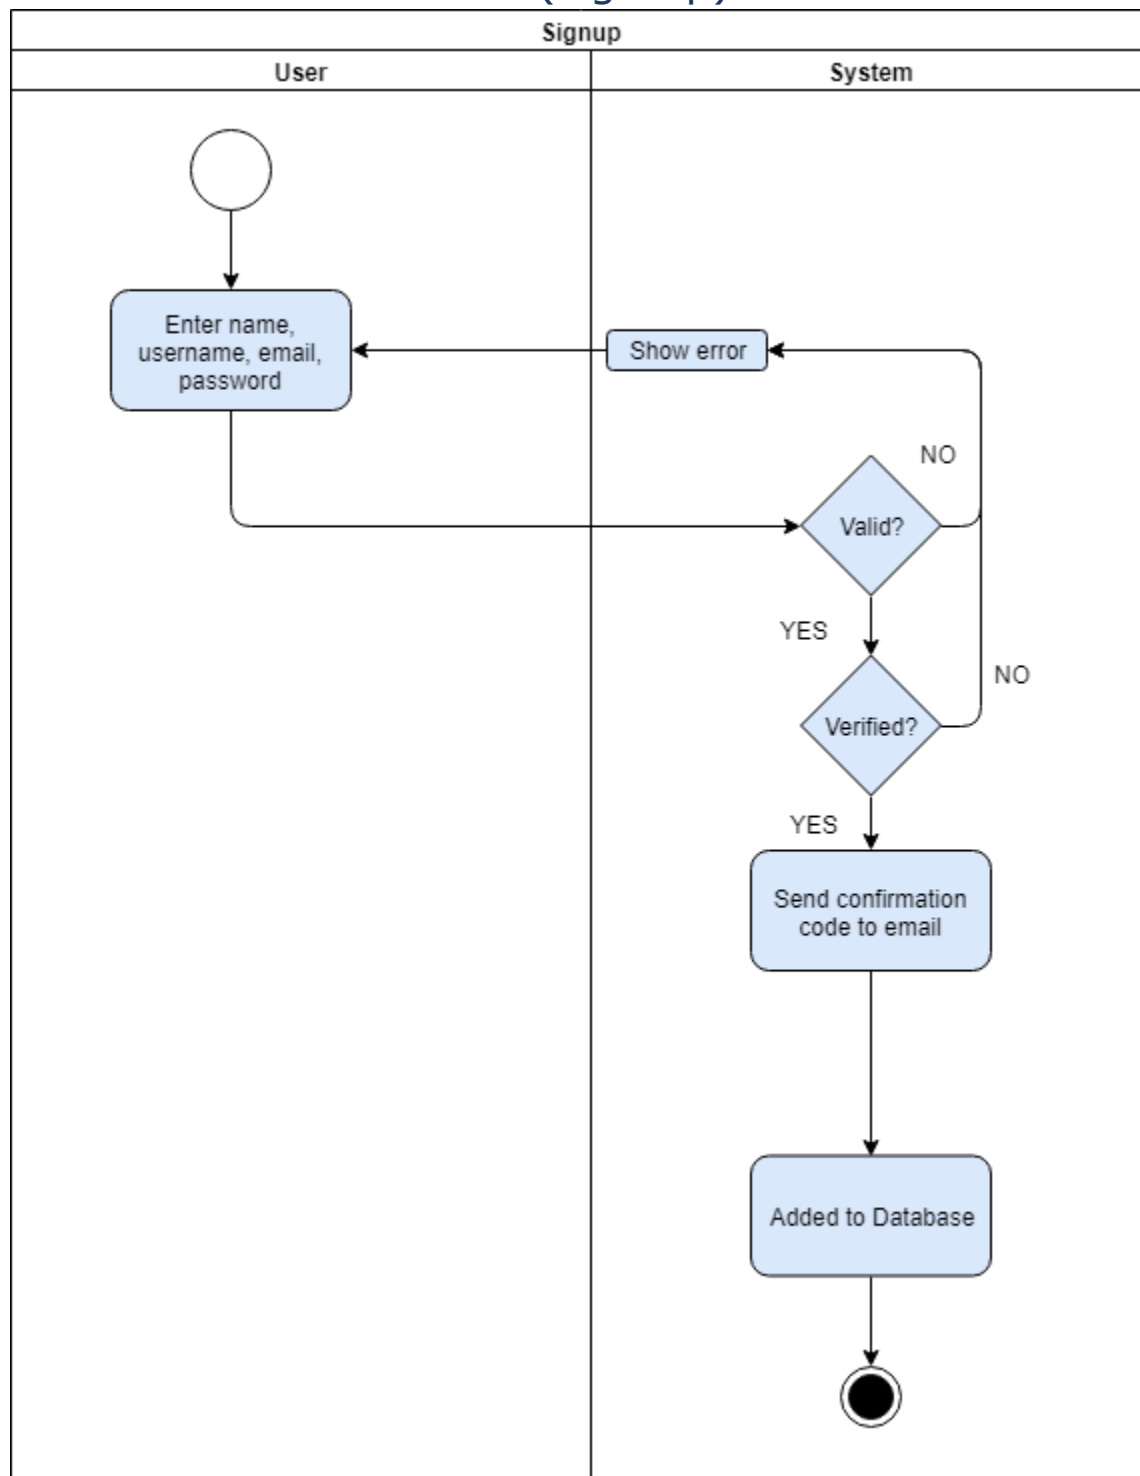 Signup
User
System
Enter name,
username, email,
password
Show error
NO
Valid?
YES
NO
Verified?
YES
Send confirmation
code to email
Added to Database